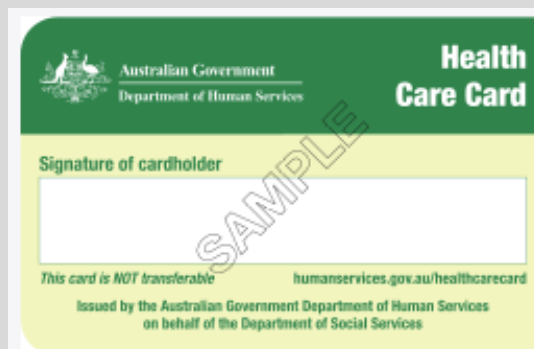 Australian Government
Department of Human Services
Health
Care Card
Signature of cardholder
SAMPLE
This card is NOT transferable
humanservices.gov.au/healthcarecard
Issued by the Australian Government Department of Human Services
on behalf of the Department of Social Services